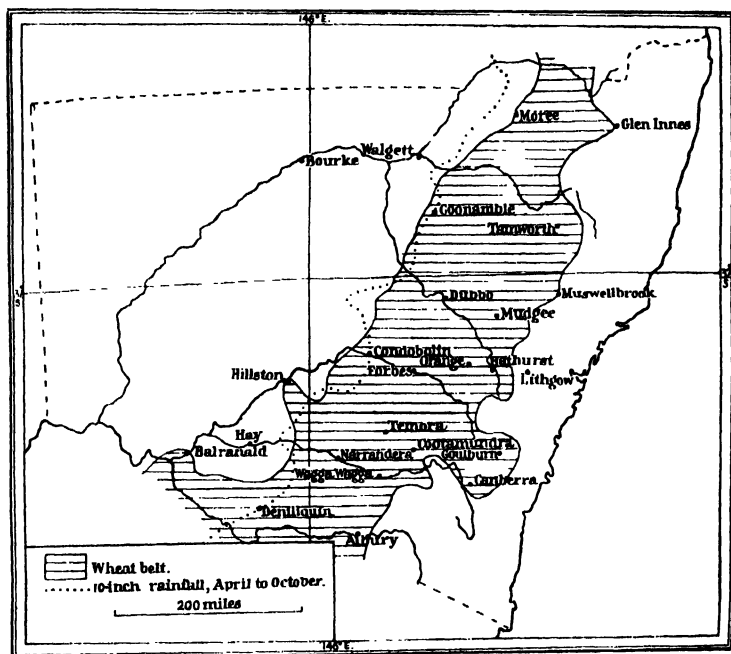 146° E.
Moree
Glen Innes
Walgett
Bourke
Coonamble
Tamworth
Dubbo
Muswellbrook
Mudgee
Condobolin
Orange
Bathurst
Forbes
Lithgow
Hillston
Temora
Hay
Cootamundra
Balranald
Narrandera
Goulburn
Wagga Wagga
Canberra
Deniliquin
Albury
Wheat belt.
10-inch rainfall, April to October.
200 miles
146° E.